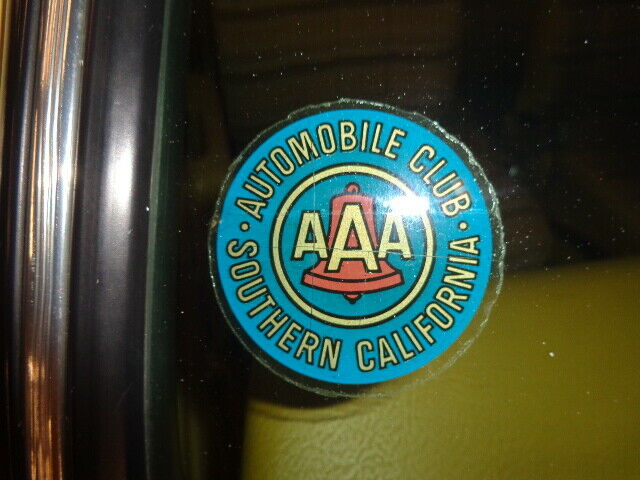 · AUTOMOBILE CLUB ·
AAA
SOUTHERN CALIFORNIA